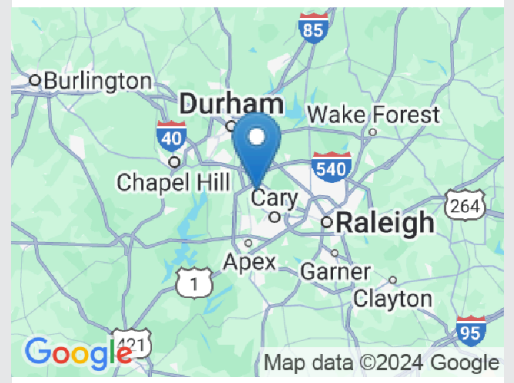 85
Burlington
Durham
Wake Forest
40
540
Chapel Hill
Cary
264
Raleigh
Apex
Garner
1
Clayton
421
95
Google
Map data ©2024 Google